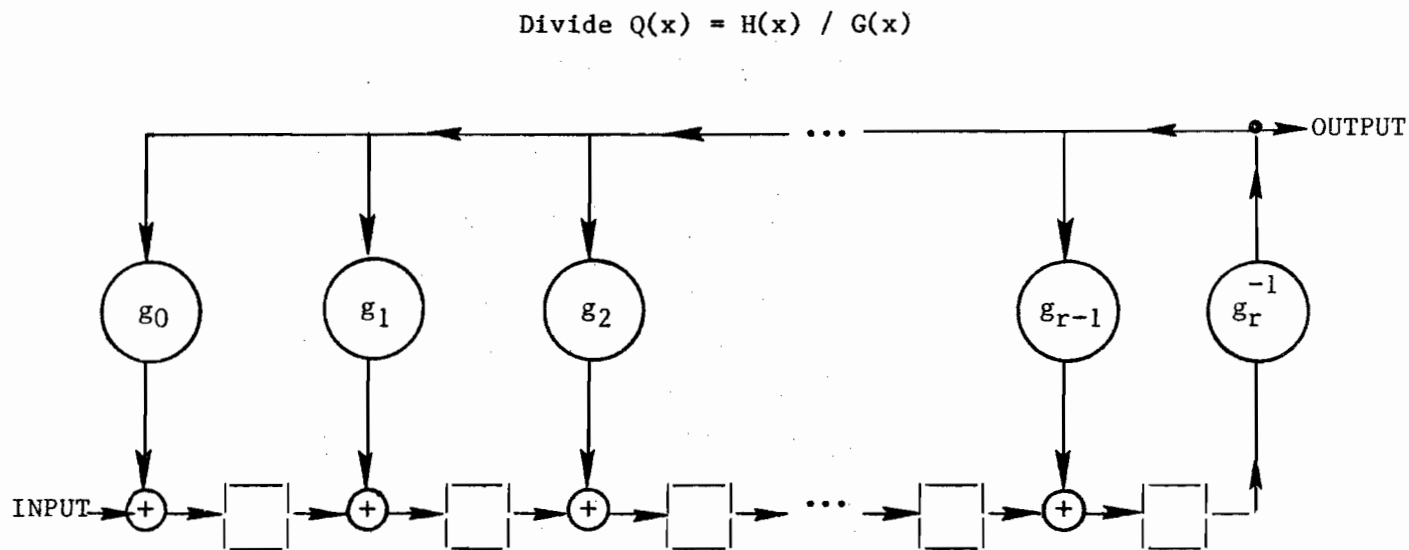 Divide Q(x) = H(x) / G(x)
... OUTPUT
g0 g1 g2 gr-1 gr-1
INPUT + + + ... +